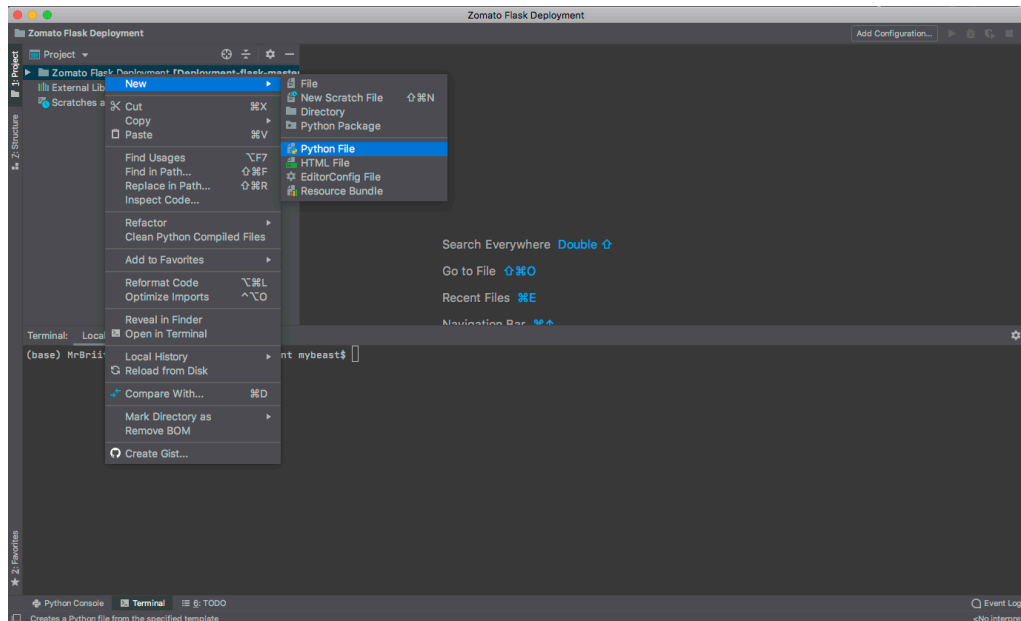 Zomato Flask Deployment
Zomato Flask Deployment
Add Configuration...
1: Project
Project
Zomato Flask Deployment [Deployment-flask-master
External Lib
Scratches a
Z: Structure
New
Cut ⌘X
Copy
Paste ⌘V
Find Usages ⌥F7
Find in Path... ⇧⌘F
Replace in Path... ⇧⌘R
Inspect Code...
Refactor
Clean Python Compiled Files
Add to Favorites
Reformat Code ⌥⌘L
Optimize Imports ^⌥O
Reveal in Finder
Open in Terminal
Local History
Reload from Disk
Compare With... ⌘D
Mark Directory as
Remove BOM
Create Gist...
File
New Scratch File ⇧⌘N
Directory
Python Package
Python File
HTML File
EditorConfig File
Resource Bundle
Search Everywhere Double ⇧
Go to File ⇧⌘O
Recent Files ⌘E
Navigation Bar ⌘↑
Terminal: Local
(base) MrBrii nt mybeast$
2: Favorites
Python Console
Terminal
6: TODO
Event Log
Creates a Python file from the specified template
<No interpre